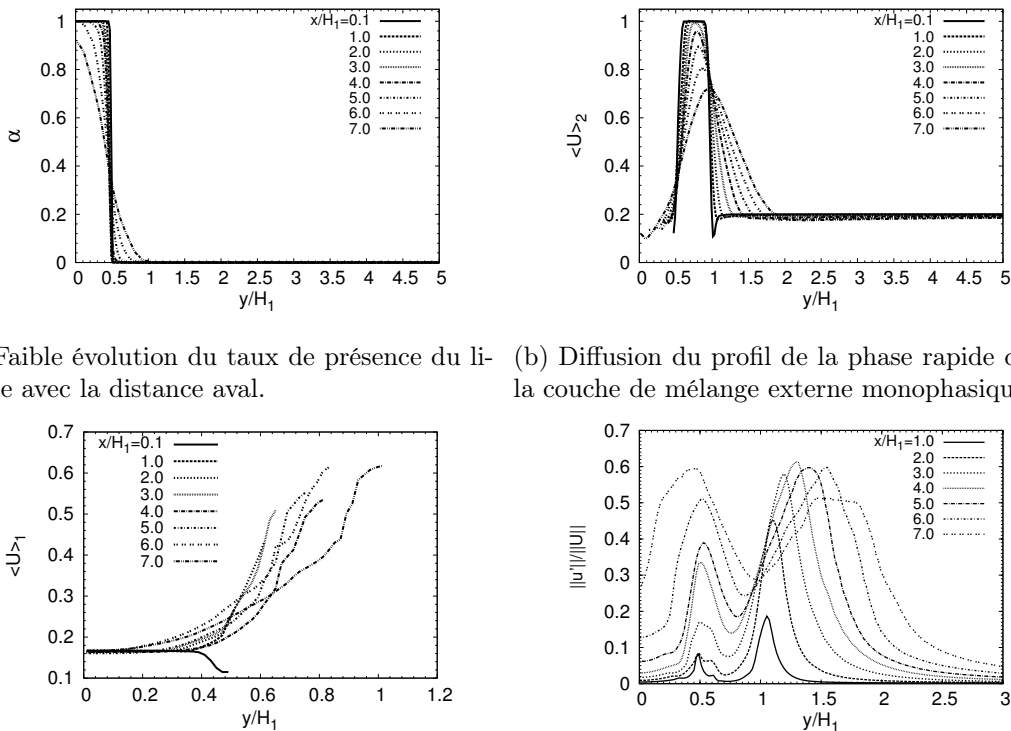 1
0.8
0.6
0.4
0.2
0
α
x/H1=0.1
1.0
2.0
3.0
4.0
5.0
6.0
7.0
0 0.5 1 1.5 2 2.5 3 3.5 4 4.5 5
y/H1
1
0.8
0.6
0.4
0.2
0
<U>2
x/H1=0.1
1.0
2.0
3.0
4.0
5.0
6.0
7.0
0 0.5 1 1.5 2 2.5 3 3.5 4 4.5 5
y/H1
Faible évolution du taux de présence du li-
e avec la distance aval.
(b) Diffusion du profil de la phase rapide d
la couche de mélange externe monophasiqu
0.7
0.6
0.5
0.4
0.3
0.2
0.1
<U>1
x/H1=0.1
1.0
2.0
3.0
4.0
5.0
6.0
7.0
0 0.2 0.4 0.6 0.8 1 1.2
y/H1
0.7
0.6
0.5
0.4
0.3
0.2
0.1
0
||u'||/||U||
x/H1=1.0
2.0
3.0
4.0
5.0
6.0
7.0
0 0.5 1 1.5 2 2.5 3
y/H1